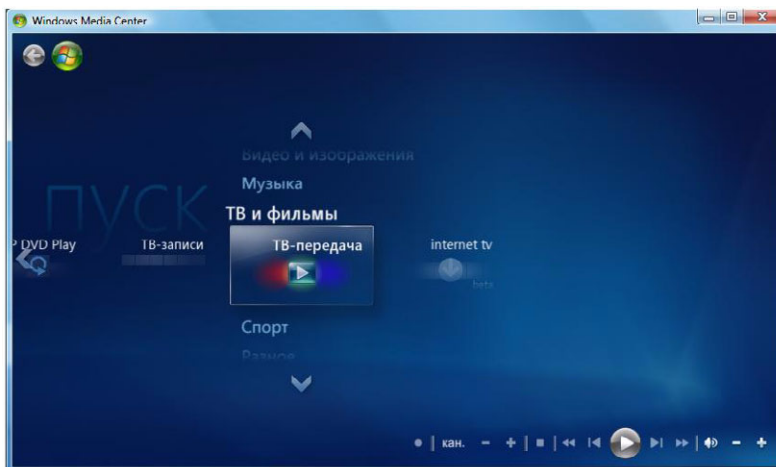 Windows Media Center
Видео и изображения
Музыка
пуск
ТВ и фильмы
P DVD Play ТВ-записи ТВ-передача internet tv
beta
Спорт
Разное
кан.